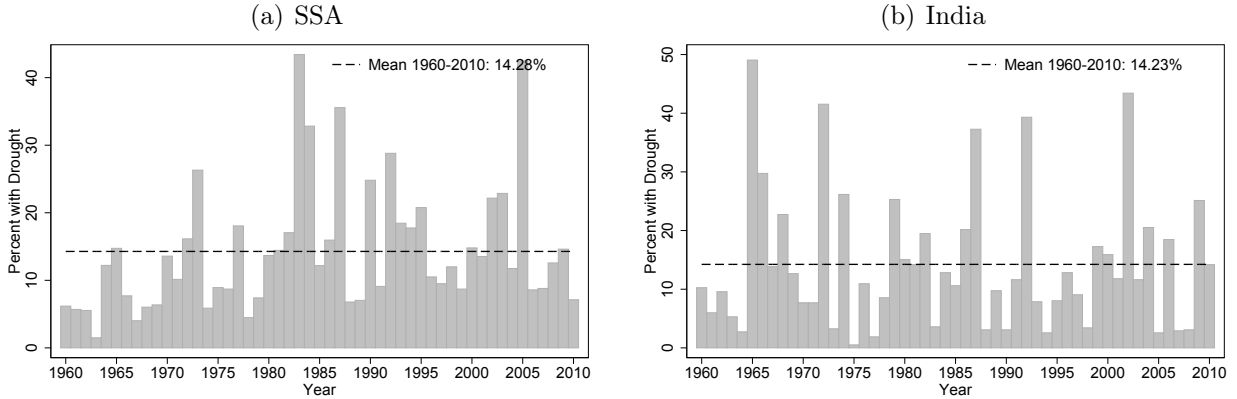 (a) SSA
Mean 1960-2010: 14.28%
Percent with Drought
0
10
20
30
40
1960 1965 1970 1975 1980 1985 1990 1995 2000 2005 2010
Year
(b) India
Mean 1960-2010: 14.23%
Percent with Drought
0
10
20
30
40
50
1960 1965 1970 1975 1980 1985 1990 1995 2000 2005 2010
Year